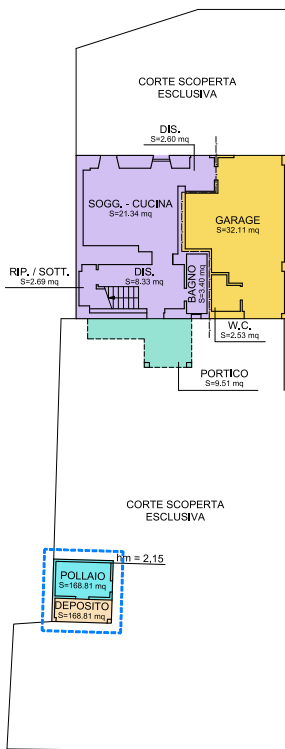 CORTE SCOPERTA
ESCLUSIVA
DIS.
S=2.60 mq
SOGG. - CUCINA
S=21.34 mq
GARAGE
S=32.11 mq
RIP. / SOTT.
S=2.69 mq
DIS.
S=8.33 mq
BAGNO
S=3.40 mq
W.C.
S=2.53 mq
PORTICO
S=9.51 mq
CORTE SCOPERTA
ESCLUSIVA
hm = 2,15
POLLAIO
S=168.81 mq
DEPOSITO
S=168.81 mq